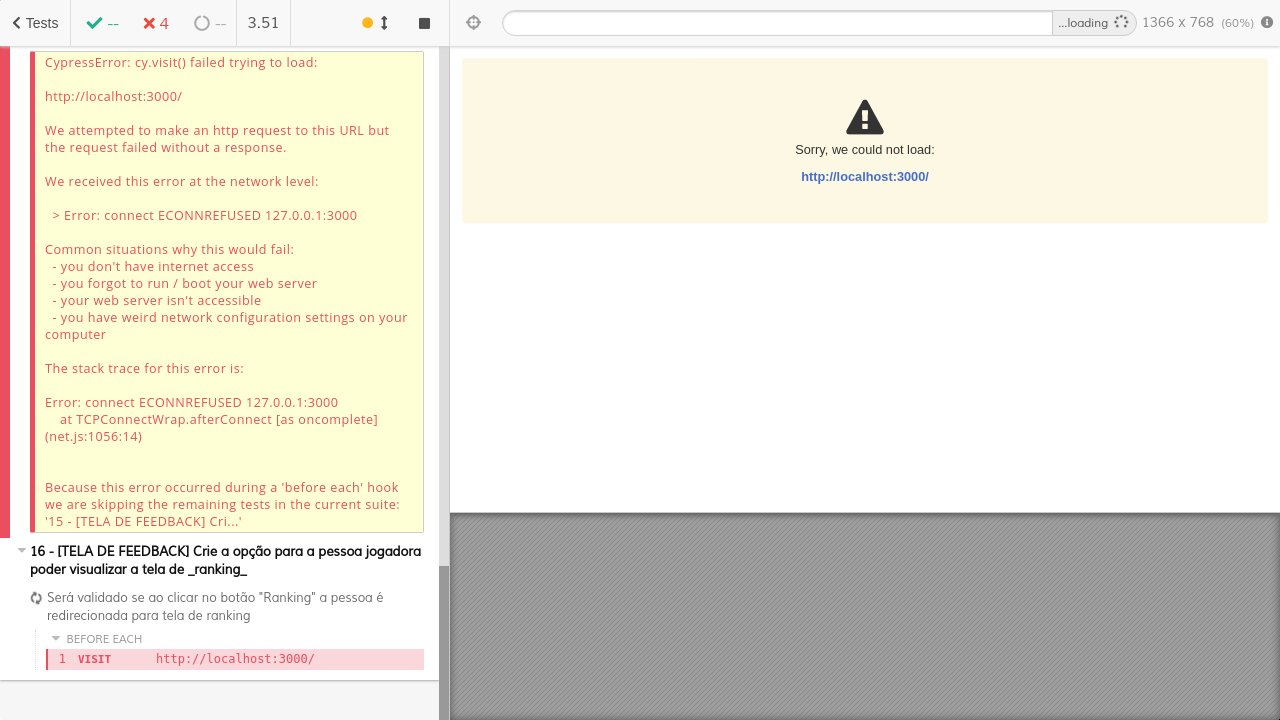 Tests
--
4
--
3.51
...loading
1366 x 768 (60%)
CypressError: cy.visit() failed trying to load:
http://localhost:3000/
We attempted to make an http request to this URL but
the request failed without a response.
We received this error at the network level:
> Error: connect ECONNREFUSED 127.0.0.1:3000
Common situations why this would fail:
- you don't have internet access
- you forgot to run / boot your web server
- your web server isn't accessible
- you have weird network configuration settings on your
computer
The stack trace for this error is:
Error: connect ECONNREFUSED 127.0.0.1:3000
at TCPConnectWrap.afterConnect [as oncomplete]
(net.js:1056:14)
Because this error occurred during a 'before each' hook
we are skipping the remaining tests in the current suite:
'15 - [TELA DE FEEDBACK] Cri...'
16 - [TELA DE FEEDBACK] Crie a opção para a pessoa jogadora
poder visualizar a tela de _ranking_
Será validado se ao clicar no botão "Ranking" a pessoa é
redirecionada para tela de ranking
BEFORE EACH
1 VISIT http://localhost:3000/
Sorry, we could not load:
http://localhost:3000/